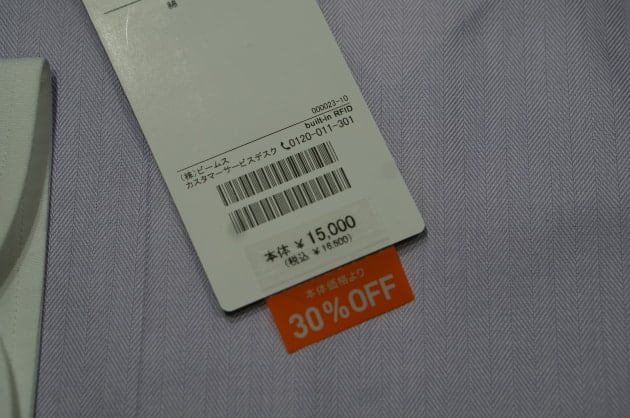 綿
000023-10
built-in RFID
(株)ビームス
カスタマーサービスデスク 0120-011-301
本体 ¥ 15,000
(税込 ¥ 16,500)
本体価格より
30%OFF